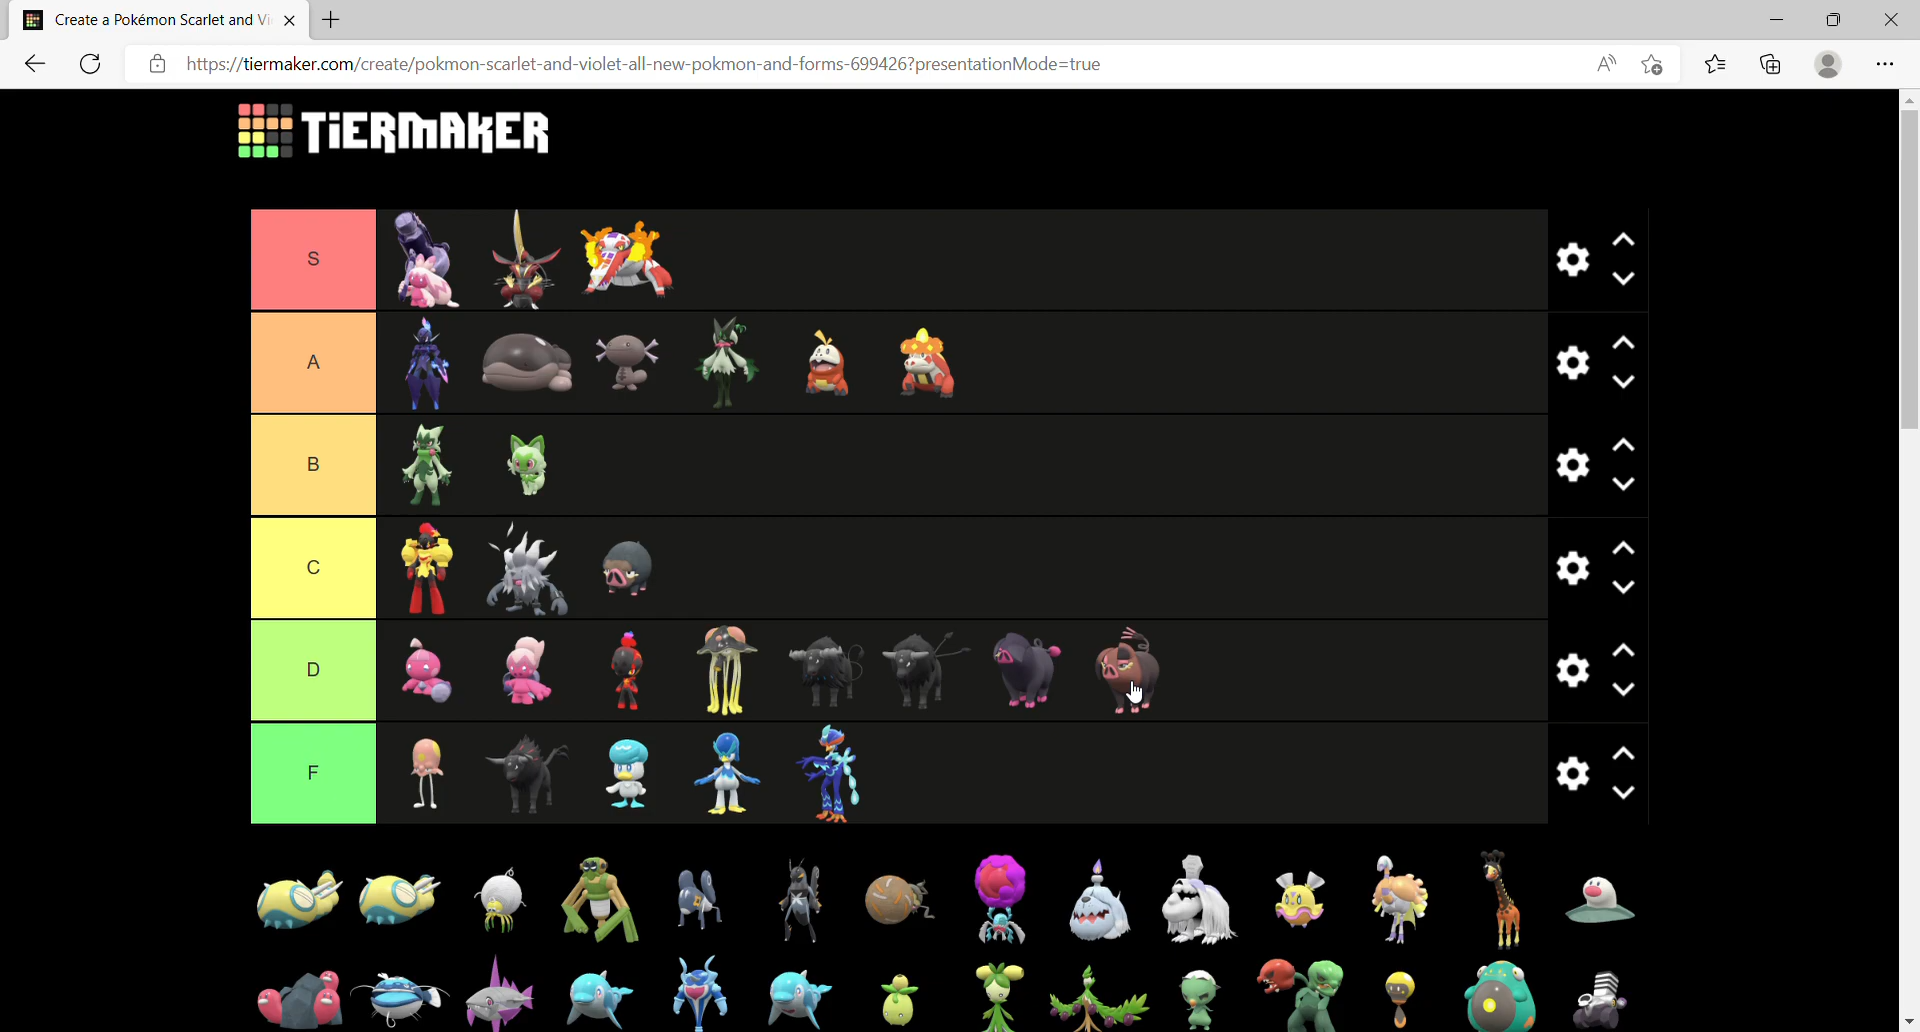 Create a Pokémon Scarlet and Vi
https://tiermaker.com/create/pokmon-scarlet-and-violet-all-new-pokmon-and-forms-699426?presentationMode=true
TiERMAKER
S
A
B
C
D
F